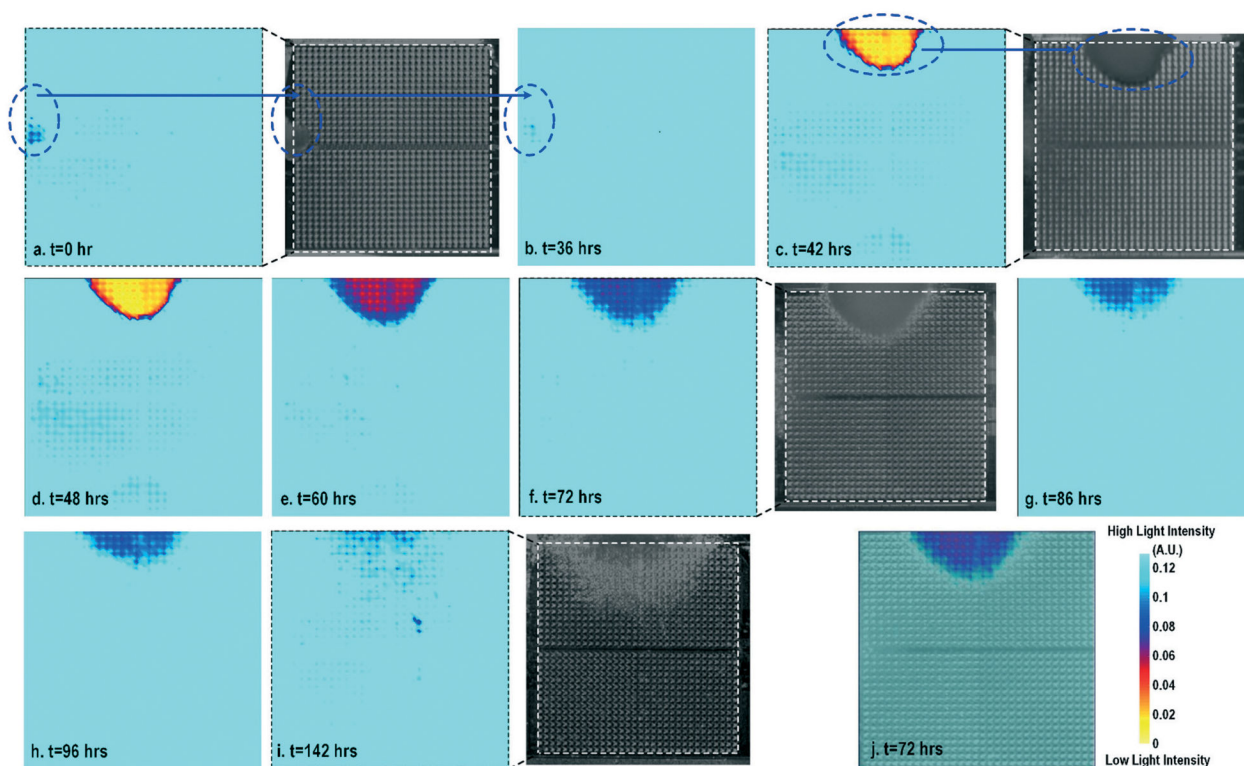 a. t=0 hr
b. t=36 hrs
c. t=42 hrs
d. t=48 hrs
e. t=60 hrs
f. t=72 hrs
g. t=86 hrs
h. t=96 hrs
i. t=142 hrs
j. t=72 hrs
High Light Intensity
(A.U.)
0.12
0.1
0.08
0.06
0.04
0.02
0
Low Light Intensity